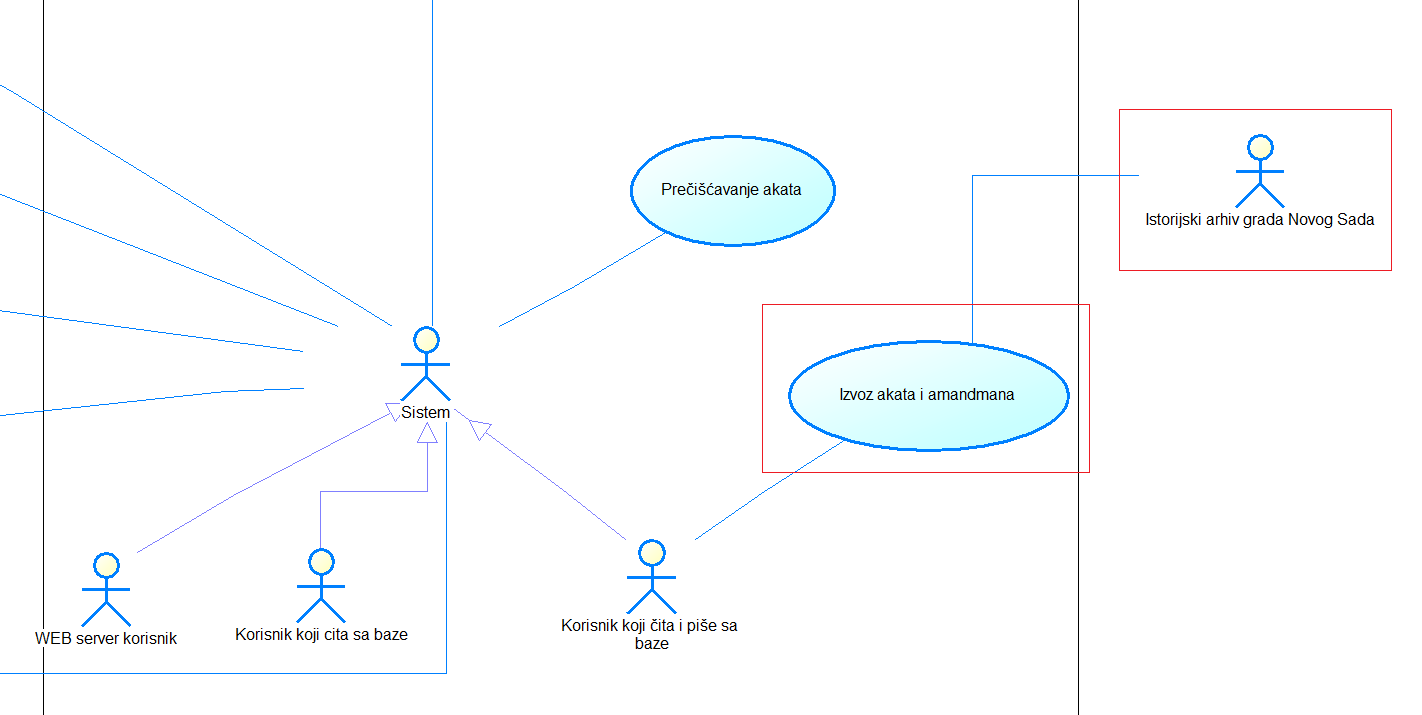 Prečišćavanje akata
Istorijski arhiv grada Novog Sada
Izvoz akata i amandmana
Sistem
WEB server korisnik
Korisnik koji cita sa baze
Korisnik koji čita i piše sa
baze